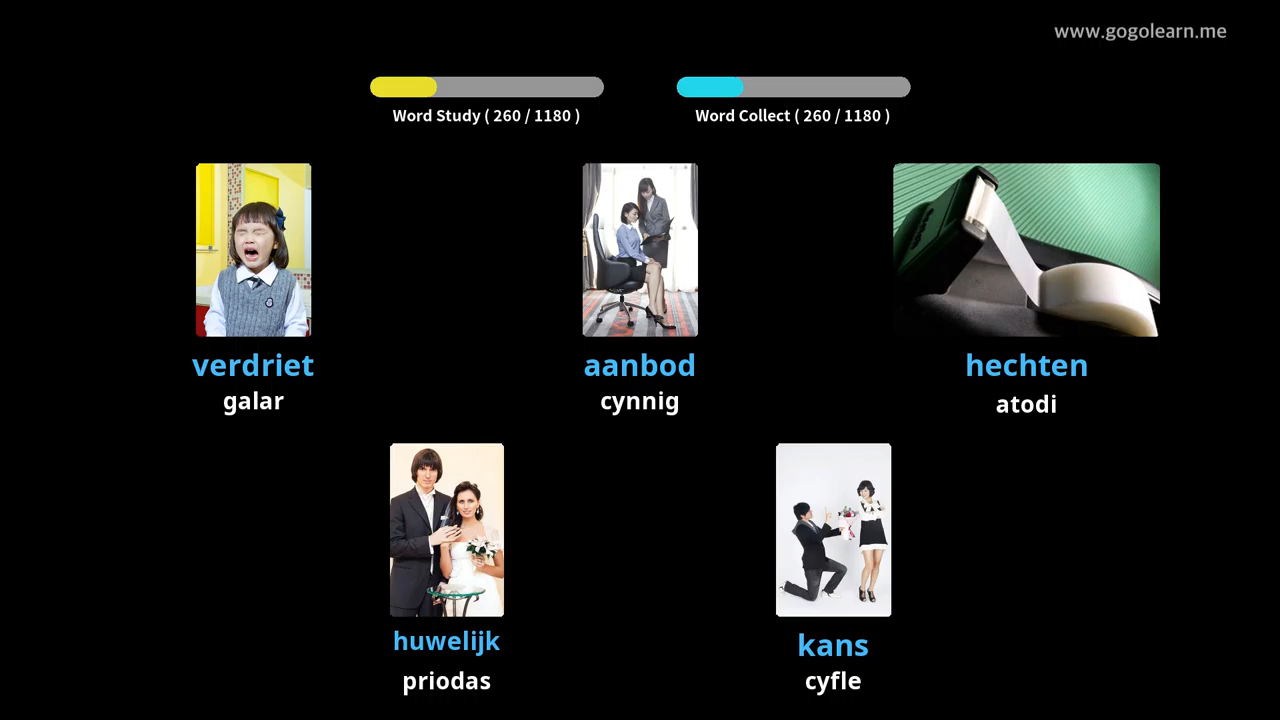 www.gogolearn.me
Word Study ( 260 / 1180 )
Word Collect ( 260 / 1180 )
verdriet
galar
aanbod
cynnig
hechten
atodi
huwelijk
priodas
kans
cyfle